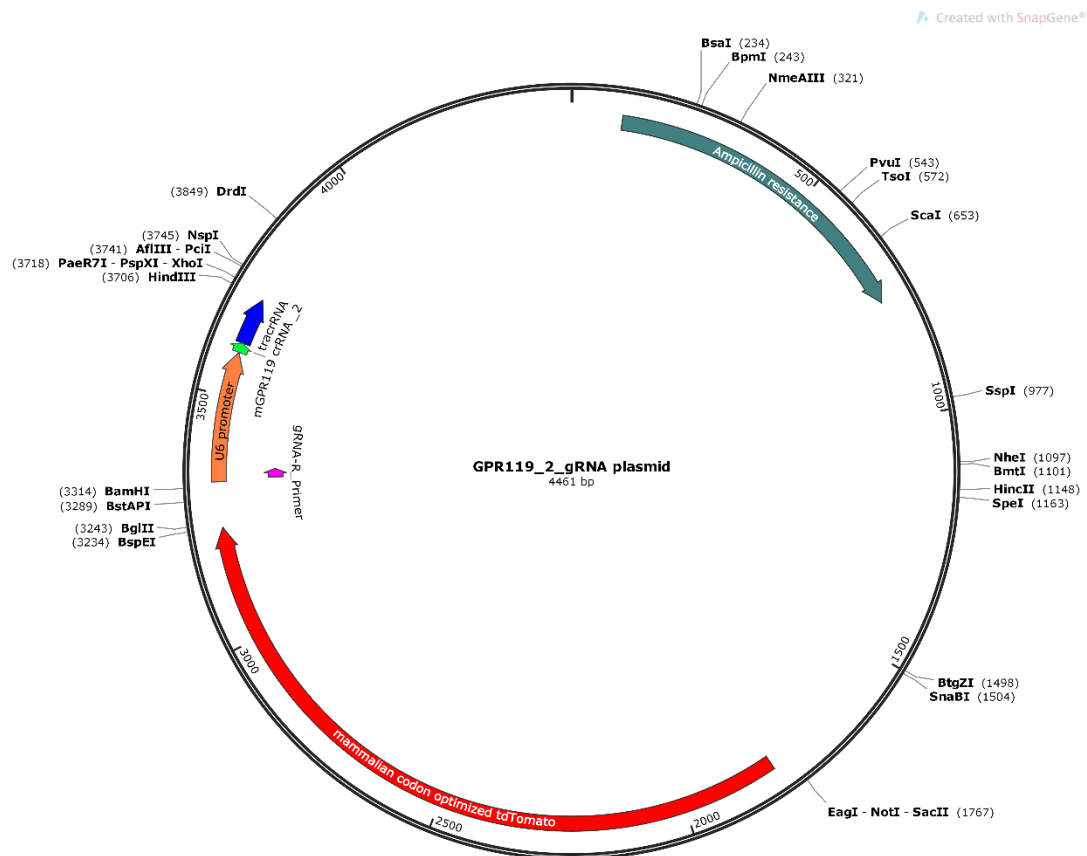 Created with SnapGene®
BsaI (234)
BpmI (243)
NmeAIII (321)
PvuI (543)
TsoI (572)
ScaI (653)
SspI (977)
NheI (1097)
BmtI (1101)
HincII (1148)
SpeI (1163)
BtgZI (1498)
SnaBI (1504)
EagI - NotI - SacII (1767)
(3234) BspEI
(3243) BglII
(3289) BstAPI
(3314) BamHI
(3706) HindIII
(3718) PaeR7I - PspXI - XhoI
(3741) AflIII - PciI
(3745) NspI
(3849) DrdI
500
1000
1500
2000
2500
3000
3500
4000
Ampicillin resistance
mammalian codon optimized tdTomato
U6 promoter
mGPR119 crRNA _2
tracrRNA
gRNA-R_Primer
GPR119_2_gRNA plasmid
4461 bp